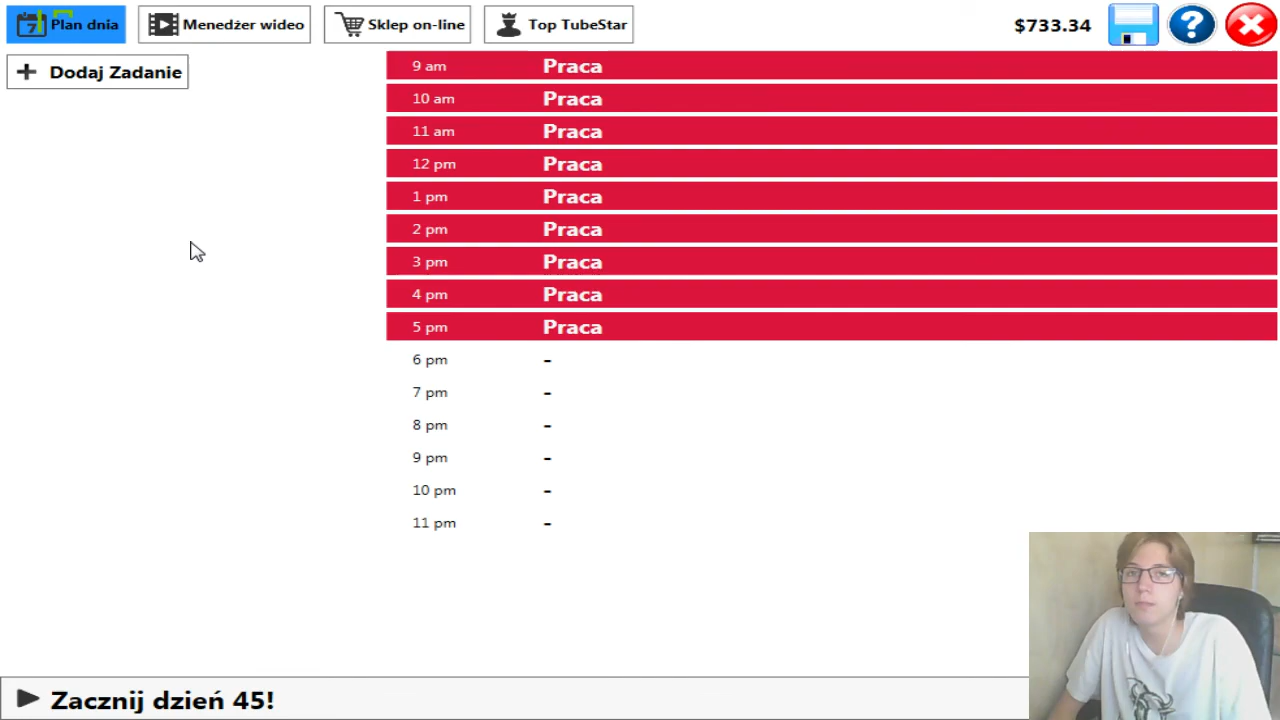 Plan dnia
Menedżer wideo
Sklep on-line
Top TubeStar
$733.34
?
Dodaj Zadanie
9 am Praca
10 am Praca
11 am Praca
12 pm Praca
1 pm Praca
2 pm Praca
3 pm Praca
4 pm Praca
5 pm Praca
6 pm -
7 pm -
8 pm -
9 pm -
10 pm -
11 pm -
Zacznij dzień 45!